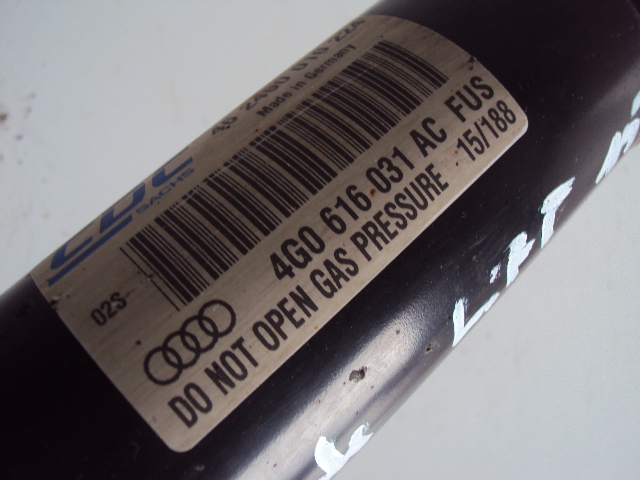 CDC
SACHS
Made in Germany
02S
4G0 616 031 AC FUS
DO NOT OPEN GAS PRESSURE 15/188